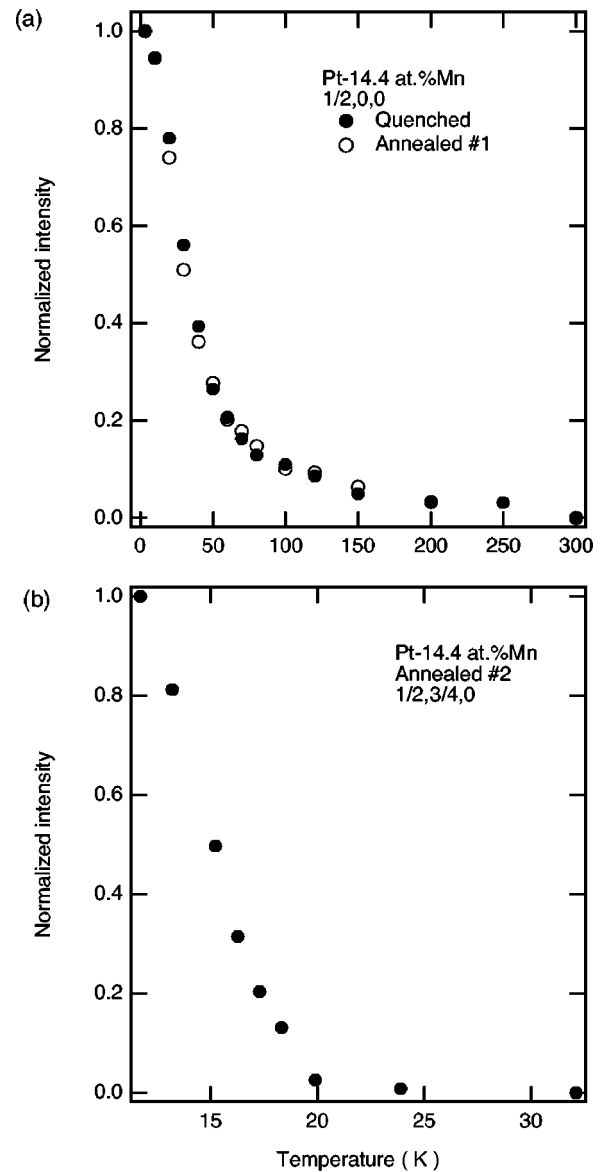 (a)
1.0
0.8
0.6
0.4
0.2
0.0
Normalized intensity
Pt-14.4 at.%Mn
1/2,0,0
Quenched
Annealed #1
0 50 100 150 200 250 300
(b)
1.0
0.8
0.6
0.4
0.2
0.0
Normalized intensity
Pt-14.4 at.%Mn
Annealed #2
1/2,3/4,0
15 20 25 30
Temperature ( K )